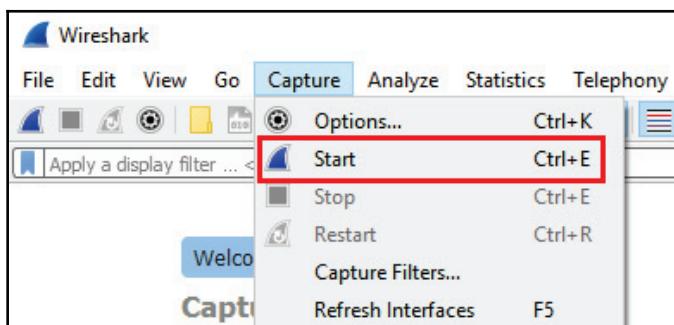 Wireshark
File Edit View Go Capture Analyze Statistics Telephony
Options... Ctrl+K
Apply a display filter ... <
Start Ctrl+E
Stop Ctrl+E
Restart Ctrl+R
Welco
Capture Filters...
Capt
Refresh Interfaces F5